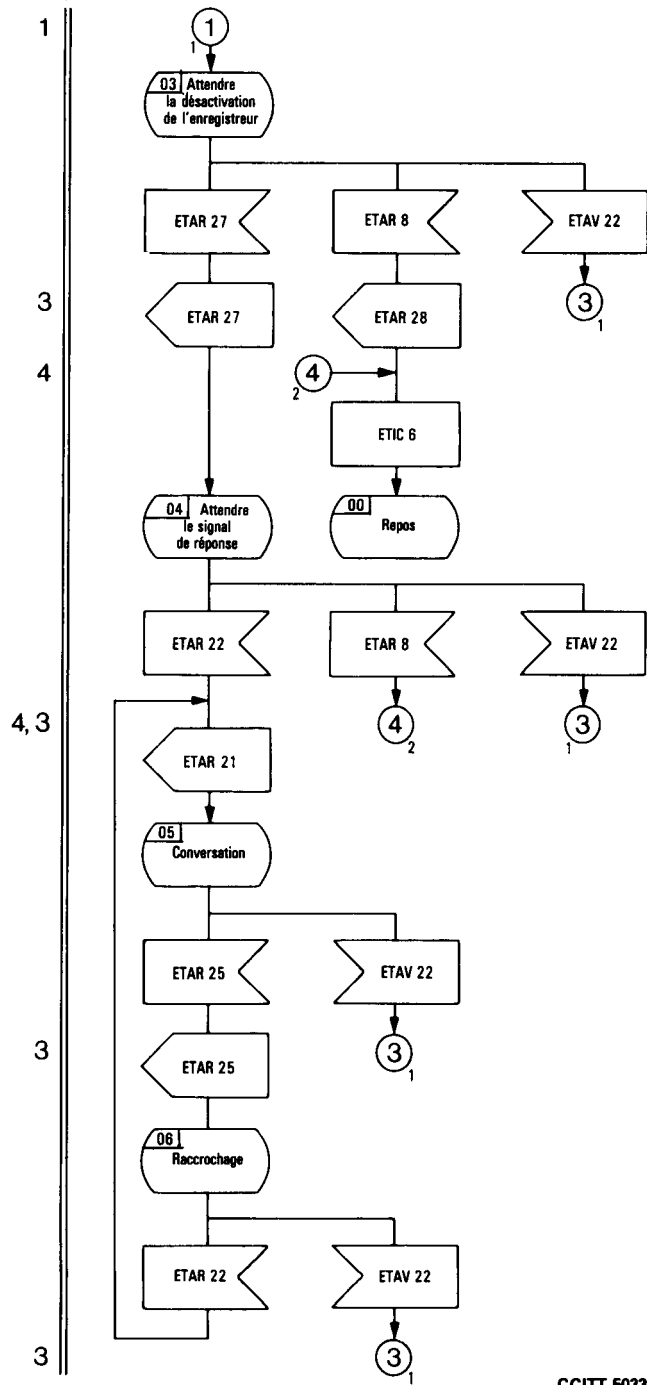 1
1
1
03 Attendre
la désactivation
de l'enregistreur
ETAR 27
ETAR 8
ETAV 22
3
ETAR 27
ETAR 28
3
1
4
4
2
ETIC 6
04 Attendre
le signal
de réponse
00
Repos
ETAR 22
ETAR 8
ETAV 22
4, 3
4
2
3
1
ETAR 21
05
Conversation
ETAR 25
ETAV 22
3
3
1
ETAR 25
06
Raccrochage
ETAR 22
ETAV 22
3
3
1